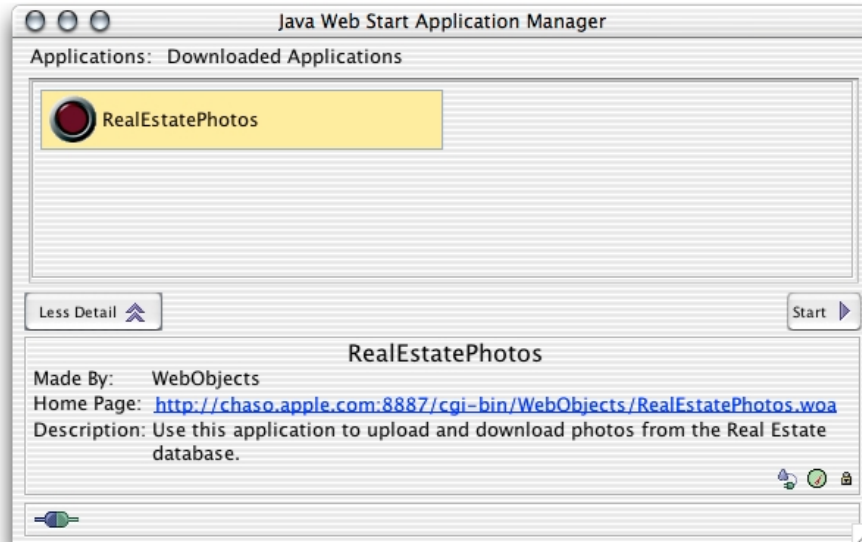 Java Web Start Application Manager
Applications: Downloaded Applications
RealEstatePhotos
Less Detail
Start
RealEstatePhotos
Made By: WebObjects
Home Page: http://chaso.apple.com:8887/cgi-bin/WebObjects/RealEstatePhotos.woa
Description: Use this application to upload and download photos from the Real Estate
database.